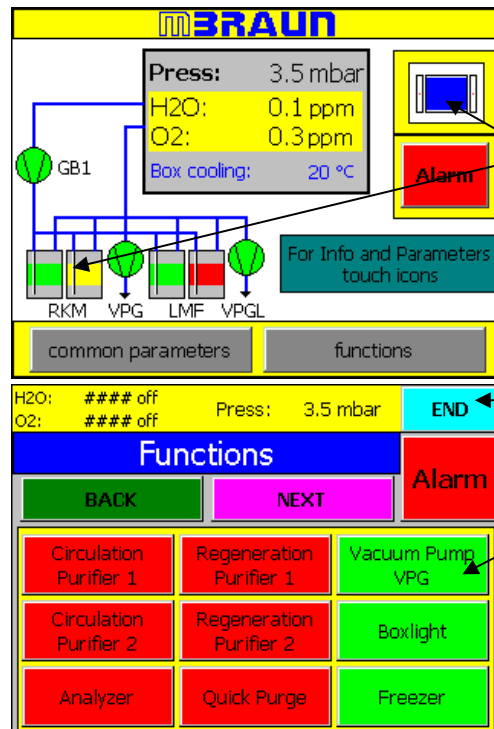 MBRAUN
Press: 3.5 mbar
H2O: 0.1 ppm
O2: 0.3 ppm
Box cooling: 20 °C
Alarm
GB1
For Info and Parameters
touch icons
RKM VPG LMF VPGL
common parameters functions
H2O: #### off
O2: #### off
Press: 3.5 mbar
END
Functions
Alarm
BACK NEXT
Circulation
Purifier 1
Regeneration
Purifier 1
Vacuum Pump
VPG
Circulation
Purifier 2
Regeneration
Purifier 2
Boxlight
Analyzer Quick Purge Freezer